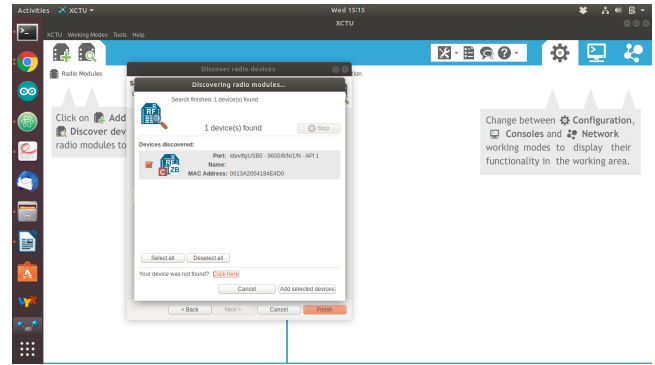 Activities XCTU Wed 15:15
XCTU
XCTU Working Modes Tools Help
Radio Modules
Discover radio devices
Discovering radio modules...
Search finished. 1 device(s) found
1 device(s) found
Stop
Devices discovered:
Port: /dev/ttyUSB0 - 9600/8/N/1/N - API 1
Name:
MAC Address: 0013A2004184E4D0
Select all Deselect all
Your device was not found? Click here
Cancel Add selected devices
< Back Next > Cancel Finish
Click on Add
Discover dev
radio modules to
Change between Configuration,
Consoles and Network
working modes to display their
functionality in the working area.